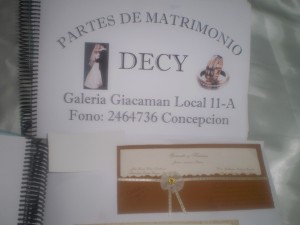 PARTES DE MATRIMONIO
DECY
Galeria Giacaman Local 11-A
Fono: 2464736 Concepcion